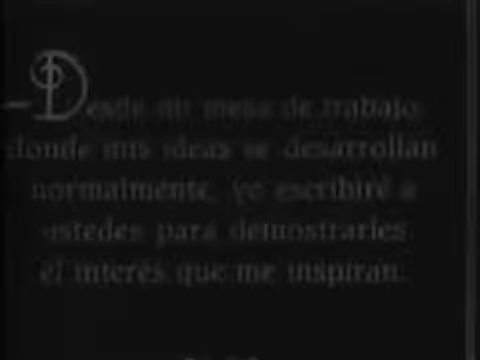 —Desde mi mesa de trabajo,
donde mis ideas se desarrollan
normalmente, yo escribiré a
ustedes para demostrarles
el interés que me inspiran.